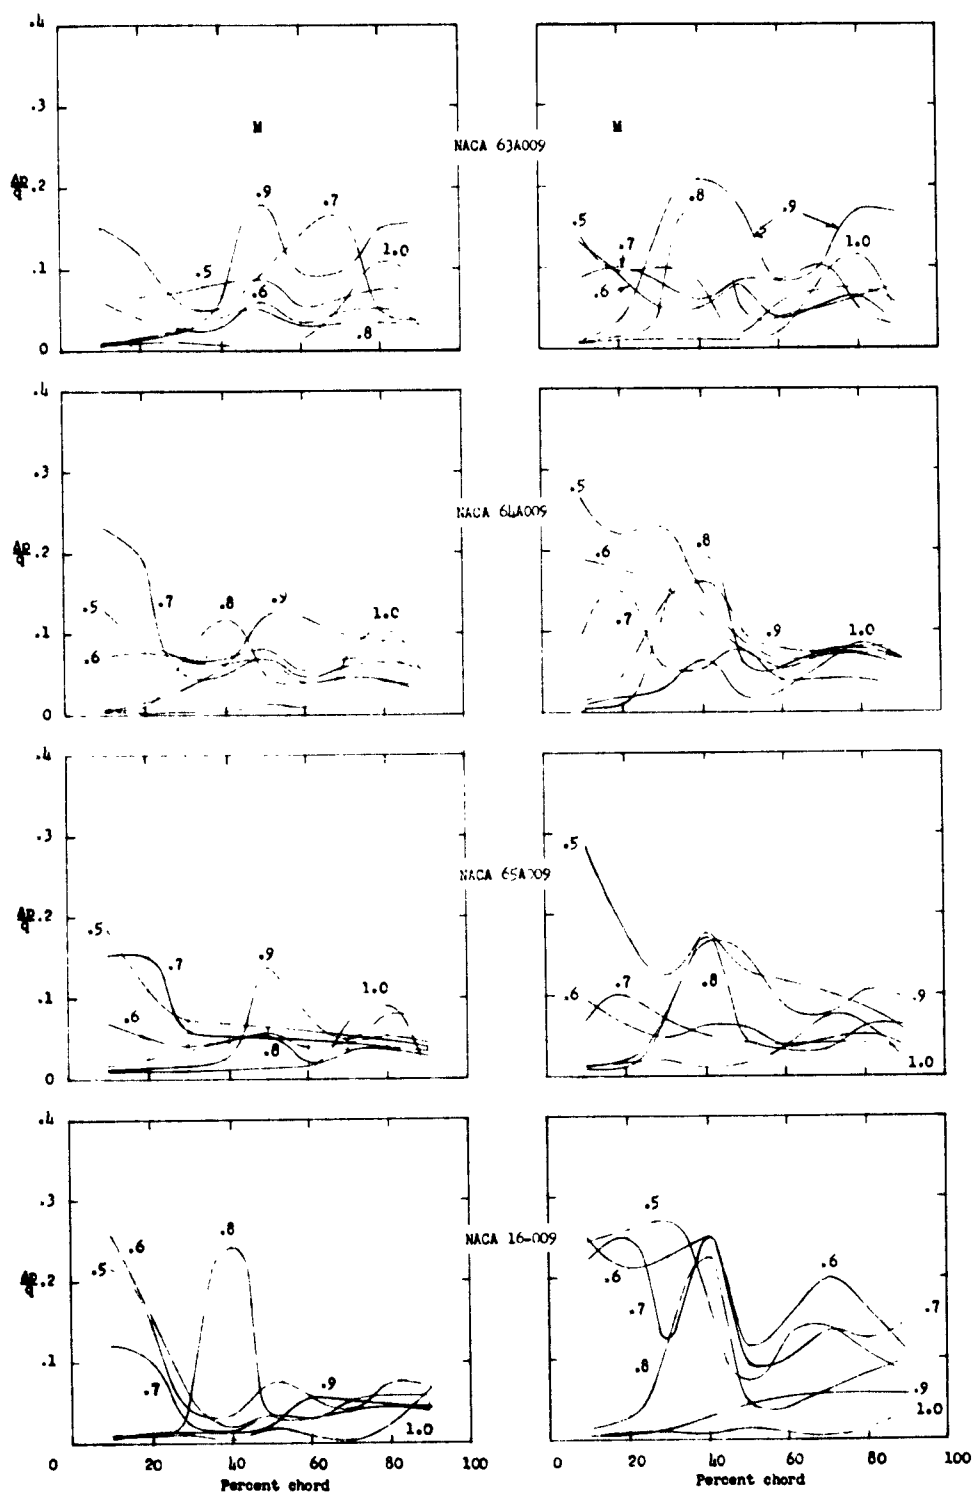 .4 .3 .2 .1 0
Δp/q
M
.9 .7 .5 .6 1.0 .8
NACA 63A009
M
.5 .7 .6 .8 .5 .9 1.0
.4 .3 .2 .1 0
Δp/q
.5 .6 .7 .8 .9 1.0
NACA 64A009
.5 .6 .7 .8 .9 1.0
.4 .3 .2 .1 0
Δp/q
.5 .7 .6 .9 .8 1.0
NACA 65A009
.5 .6 .7 .8 .9 1.0
.4 .3 .2 .1
Δp/q
.6 .5 .7 .8 .9 1.0
NACA 16-009
.5 .6 .7 .8 .6 .7 .9 1.0
0 20 40 60 80 100
Percent chord
0 20 40 60 80 100
Percent chord